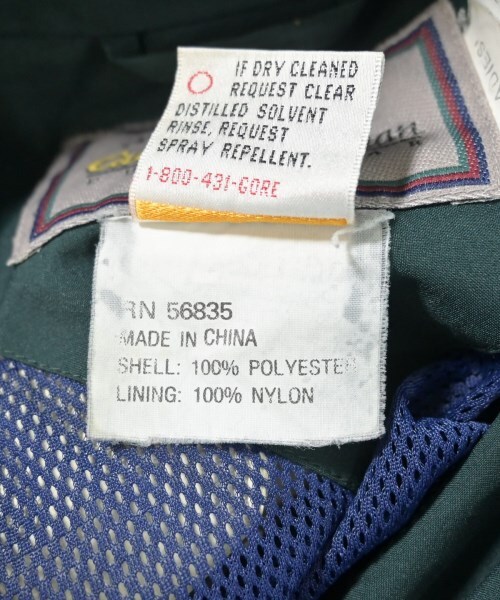 IF DRY CLEANED
REQUEST CLEAR
DISTILLED SOLVENT
RINSE, REQUEST
SPRAY REPELLENT.
1-800-431-GORE
RN 56835
MADE IN CHINA
SHELL: 100% POLYESTER
LINING: 100% NYLON